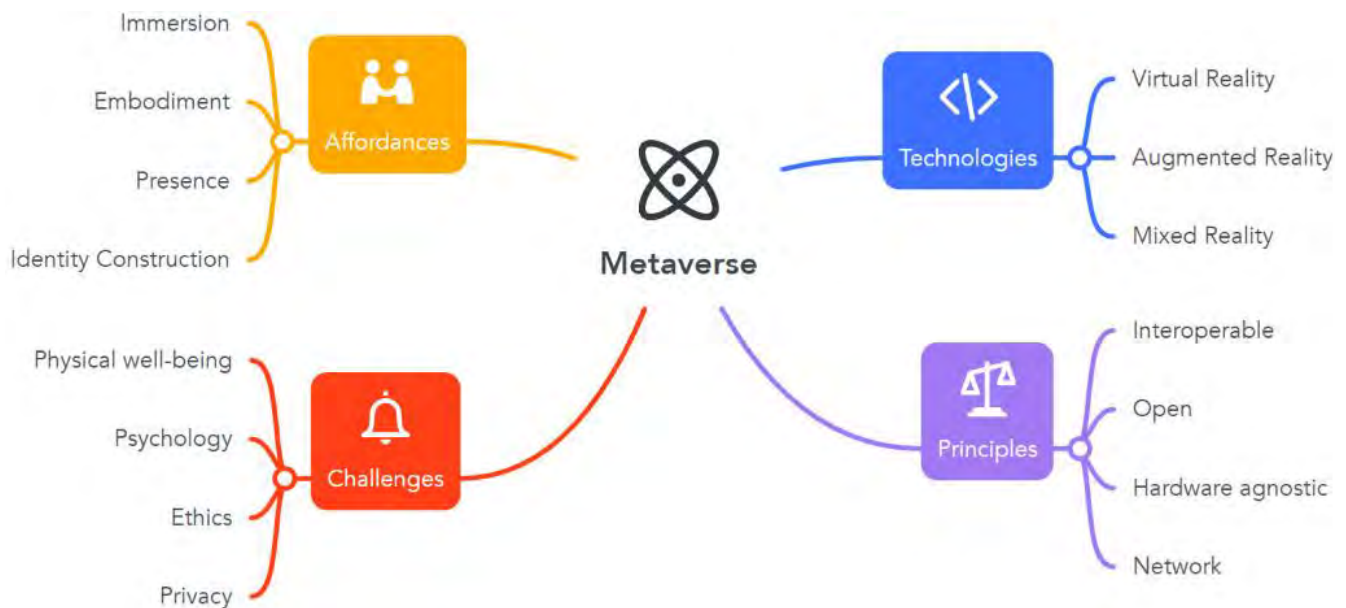 Immersion
Embodiment
Presence
Identity Construction
Affordances
Technologies
Virtual Reality
Augmented Reality
Mixed Reality
Metaverse
Physical well-being
Psychology
Ethics
Privacy
Challenges
Principles
Interoperable
Open
Hardware agnostic
Network